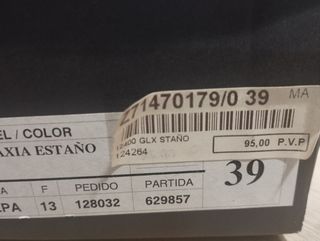 Z71470179/0 39 MA
EL / COLOR
GLX STAÑO
AXIA ESTAÑO
124264
95,00 P.V.P
39
A F PEDIDO PARTIDA
EPA 13 128032 629857